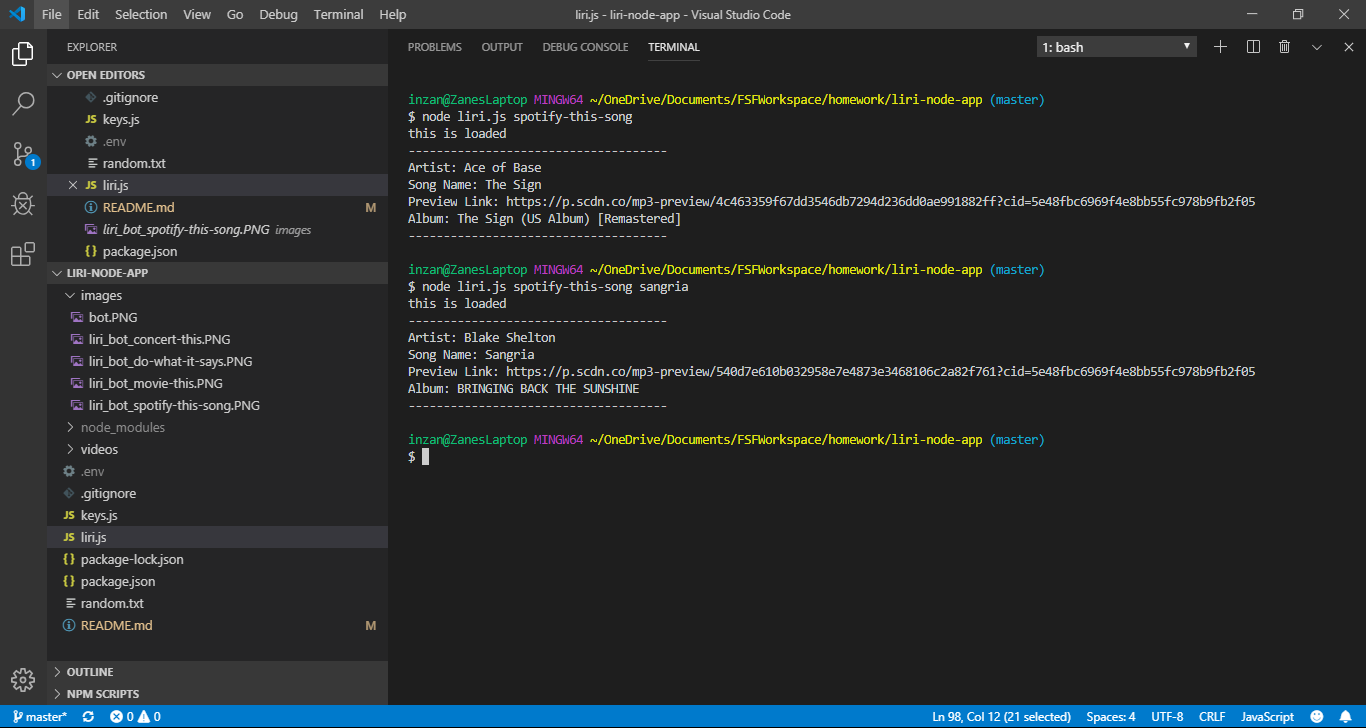 File Edit Selection View Go Debug Terminal Help liri.js - liri-node-app - Visual Studio Code
EXPLORER
OPEN EDITORS
.gitignore
JS keys.js
.env
random.txt
JS liri.js
README.md M
liri_bot_spotify-this-song.PNG images
{} package.json
LIRI-NODE-APP
images
bot.PNG
liri_bot_concert-this.PNG
liri_bot_do-what-it-says.PNG
liri_bot_movie-this.PNG
liri_bot_spotify-this-song.PNG
node_modules
videos
.env
.gitignore
JS keys.js
JS liri.js
{} package-lock.json
{} package.json
random.txt
README.md M
OUTLINE
NPM SCRIPTS
1
PROBLEMS OUTPUT DEBUG CONSOLE TERMINAL 1: bash
inzan@ZanesLaptop MINGW64 ~/OneDrive/Documents/FSFWorkspace/homework/liri-node-app (master)
$ node liri.js spotify-this-song
this is loaded
-------------------------------------
Artist: Ace of Base
Song Name: The Sign
Preview Link: https://p.scdn.co/mp3-preview/4c463359f67dd3546db7294d236dd0ae991882ff?cid=5e48fbc6969f4e8bb55fc978b9fb2f05
Album: The Sign (US Album) [Remastered]
-------------------------------------
inzan@ZanesLaptop MINGW64 ~/OneDrive/Documents/FSFWorkspace/homework/liri-node-app (master)
$ node liri.js spotify-this-song sangria
this is loaded
-------------------------------------
Artist: Blake Shelton
Song Name: Sangria
Preview Link: https://p.scdn.co/mp3-preview/540d7e610b032958e7e4873e3468106c2a82f761?cid=5e48fbc6969f4e8bb55fc978b9fb2f05
Album: BRINGING BACK THE SUNSHINE
-------------------------------------
inzan@ZanesLaptop MINGW64 ~/OneDrive/Documents/FSFWorkspace/homework/liri-node-app (master)
$
master* 0 0 Ln 98, Col 12 (21 selected) Spaces: 4 UTF-8 CRLF JavaScript